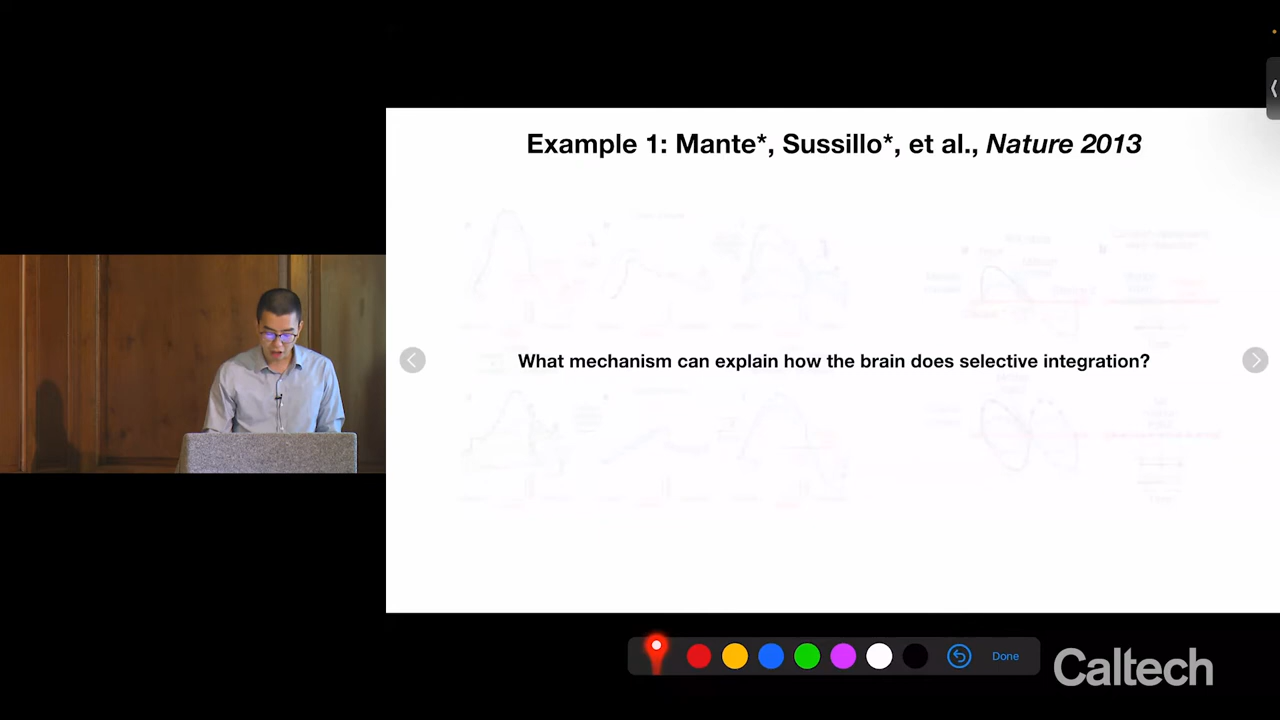 Example 1: Mante*, Sussillo*, et al., Nature 2013
What mechanism can explain how the brain does selective integration?
Done
Caltech